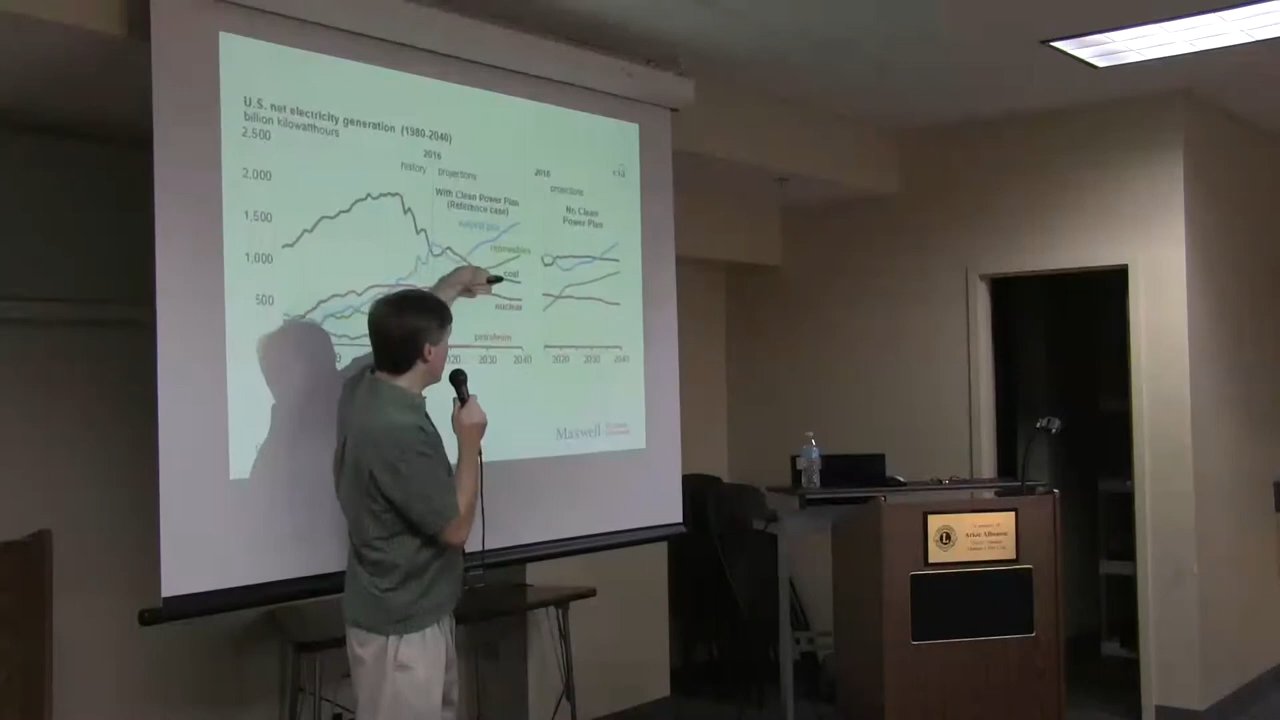 U.S. net electricity generation (1980-2040)
billion kilowatthours
2,500
2,000
1,500
1,000
500
2016
history projections
With Clean Power Plan
(Reference case)
natural gas
renewables
coal
nuclear
petroleum
2030 2040
2016
projections
No Clean
Power Plan
2020 2030 2040
eia
Maxwell